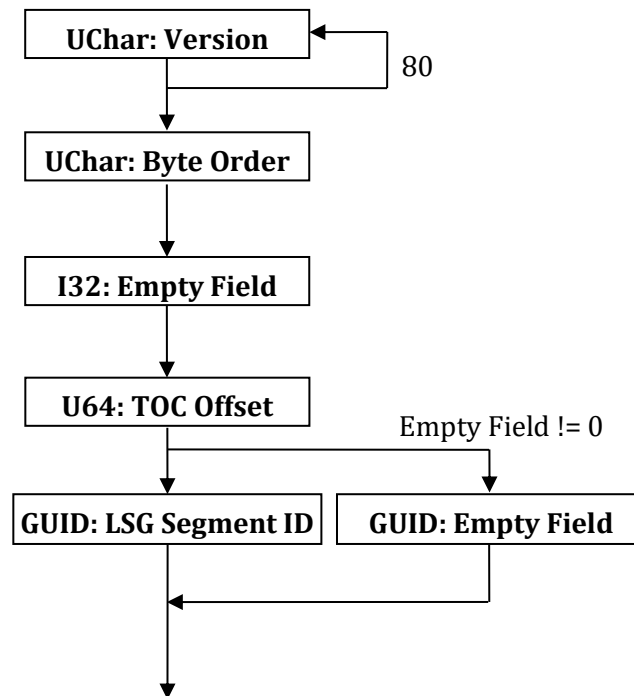 UChar: Version
80
UChar: Byte Order
I32: Empty Field
U64: TOC Offset
Empty Field != 0
GUID: LSG Segment ID
GUID: Empty Field